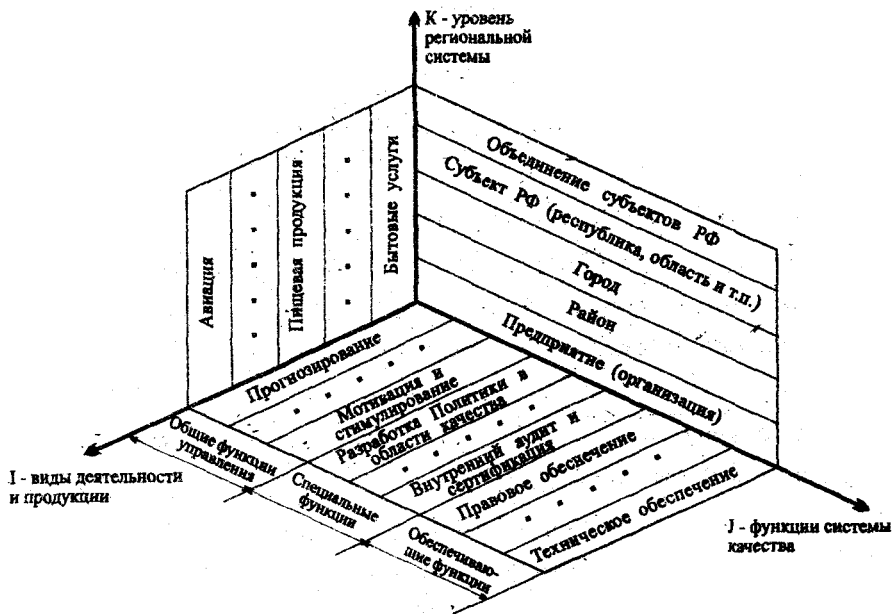 K - уровень
региональной
системы
Авиация
Пищевая продукция
Бытовые услуги
Объединение субъектов РФ
Субъект РФ (республика, область и т.п.)
Город
Район
Предприятие (организация)
Прогнозирование
Мотивация и
стимулирование
Разработка Политики в
области качества
Внутренний аудит и
сертификация
Правовое обеспечение
Техническое обеспечение
Общие функции
управления
Специальные
функции
Обеспечиваю-
щие функции
I - виды деятельности
и продукции
J - функции системы
качества